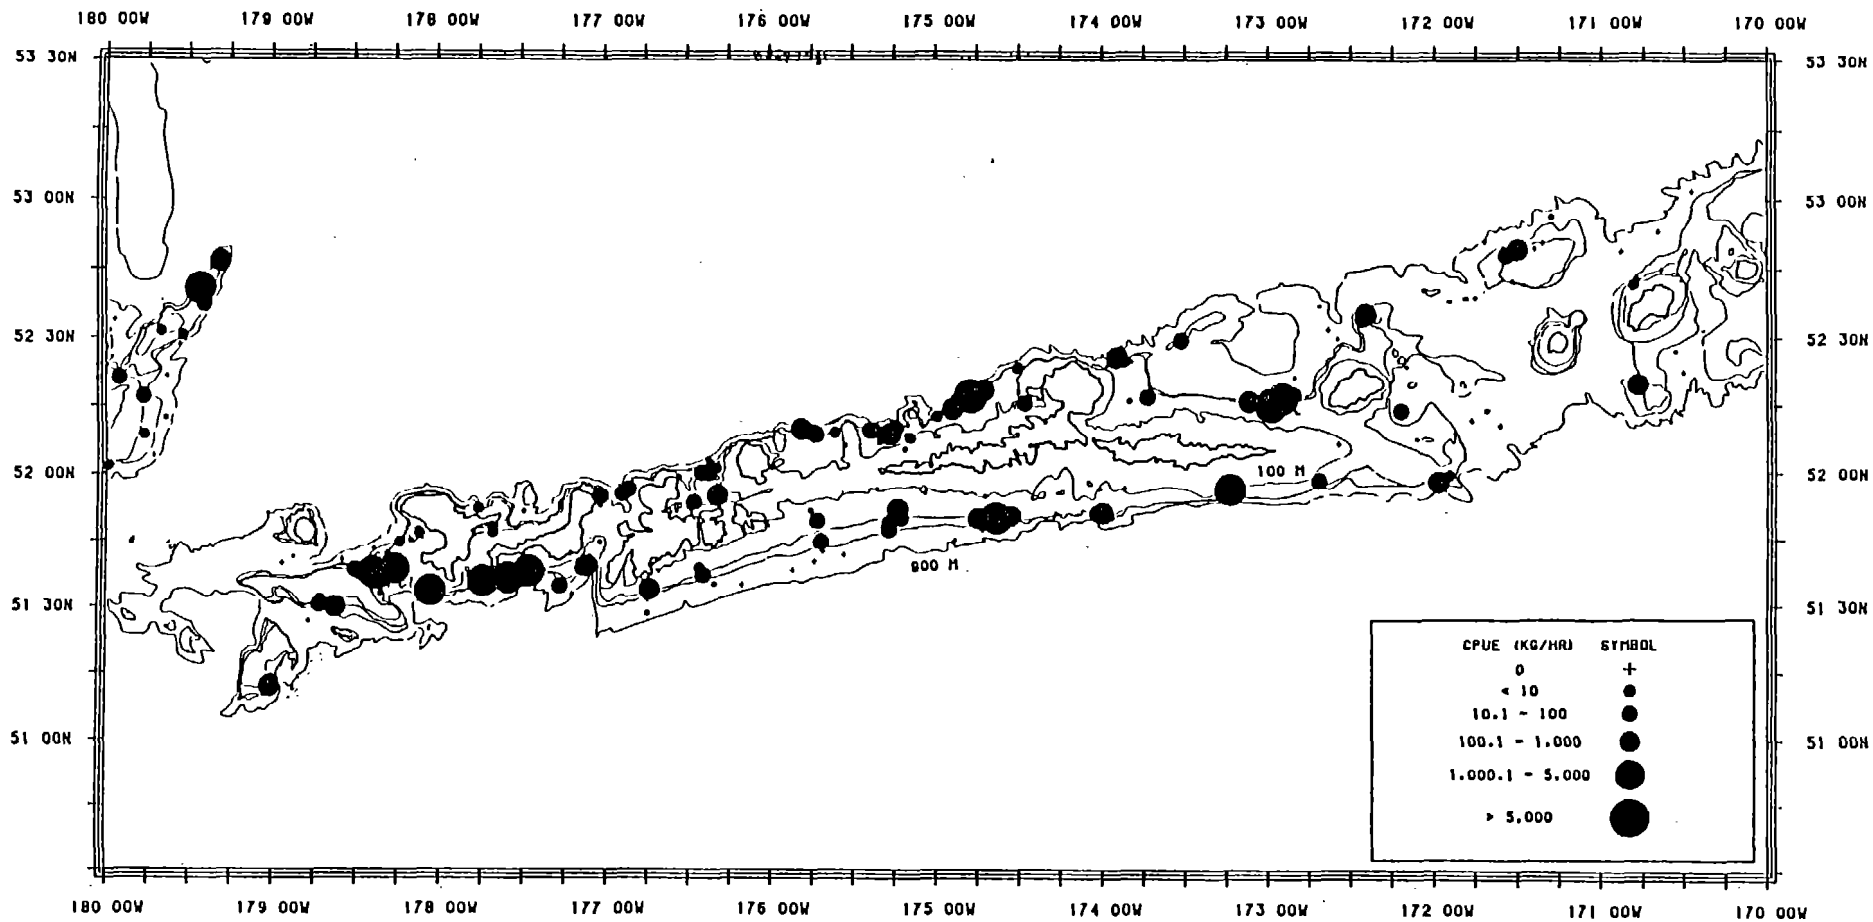 180 00W 179 00W 178 00W 177 00W 176 00W 175 00W 174 00W 173 00W 172 00W 171 00W 170 00W
53 30N 53 30N
53 00N 53 00N
52 30N 52 30N
52 00N 52 00N
100 M
900 M
51 30N 51 30N
CPUE (KG/HR) SYMBOL
0 +
< 10
10.1 - 100
100.1 - 1.000
1.000.1 - 5.000
> 5.000
51 00N 51 00N
180 00W 179 00W 178 00W 177 00W 176 00W 175 00W 174 00W 173 00W 172 00W 171 00W 170 00W